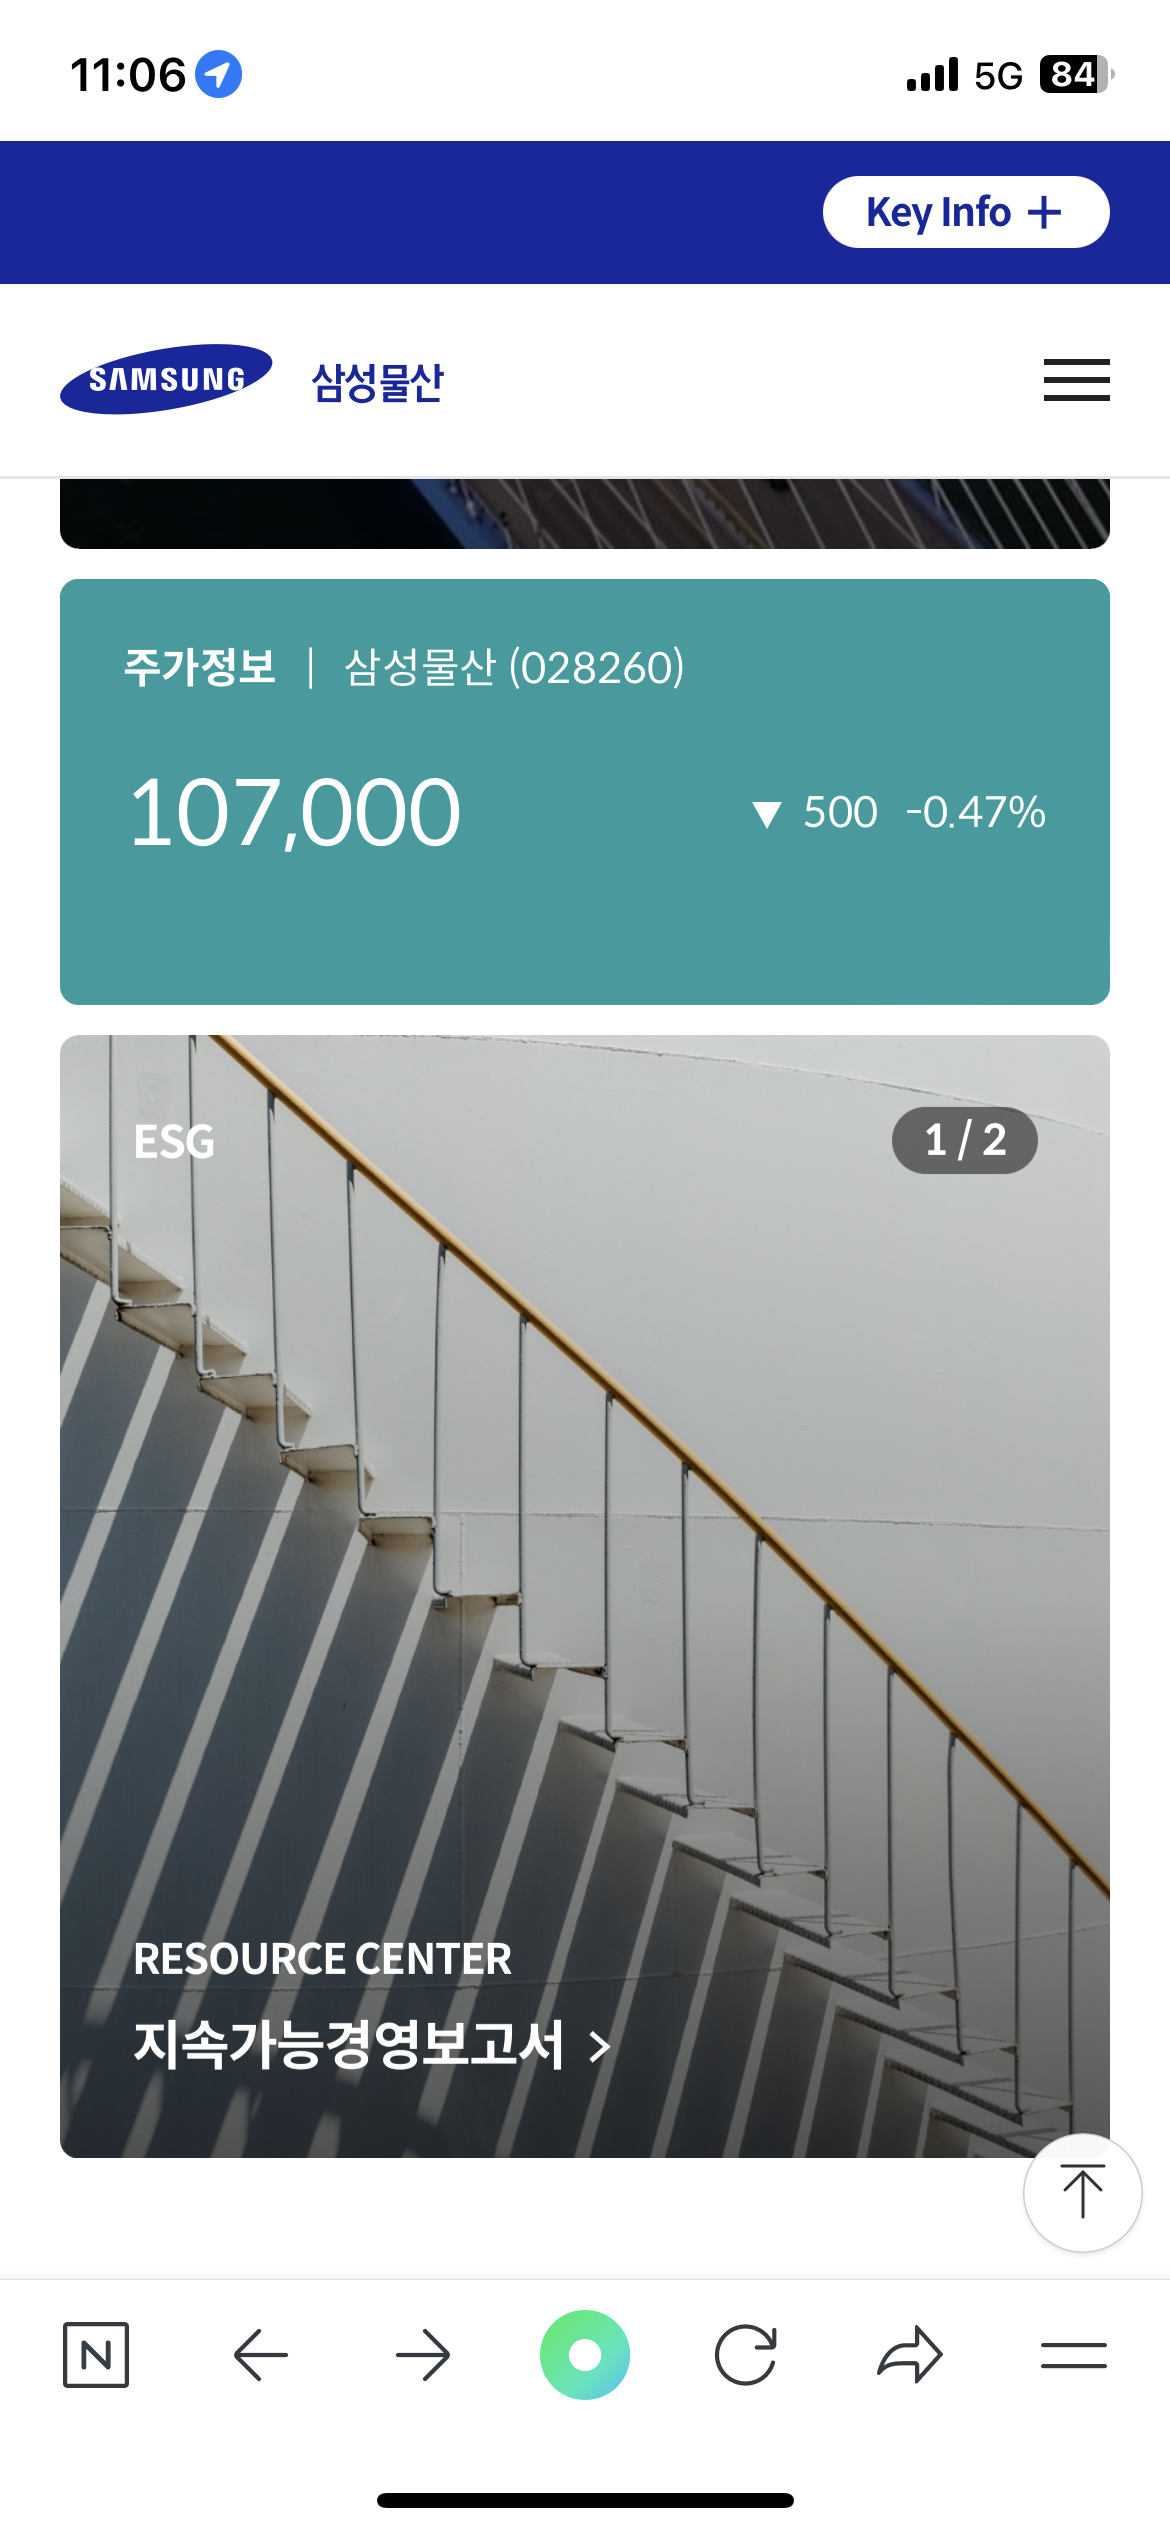 11:06 5G 84
Key Info +
SAMSUNG 삼성물산
주가정보 | 삼성물산 (028260)
107,000 ▼ 500 -0.47%
ESG 1 / 2
RESOURCE CENTER
지속가능경영보고서 >
N